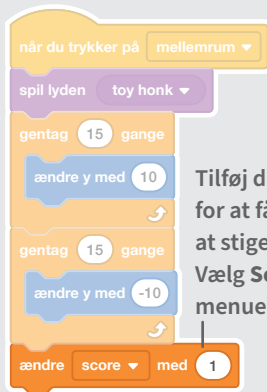 når du trykker på mellemrum
spil lyden toy honk
gentag 15 gange
ændre y med 10
gentag 15 gange
ændre y med -10
ændre score med 1
Tilføj d
for at få
at stige
Vælg
menue